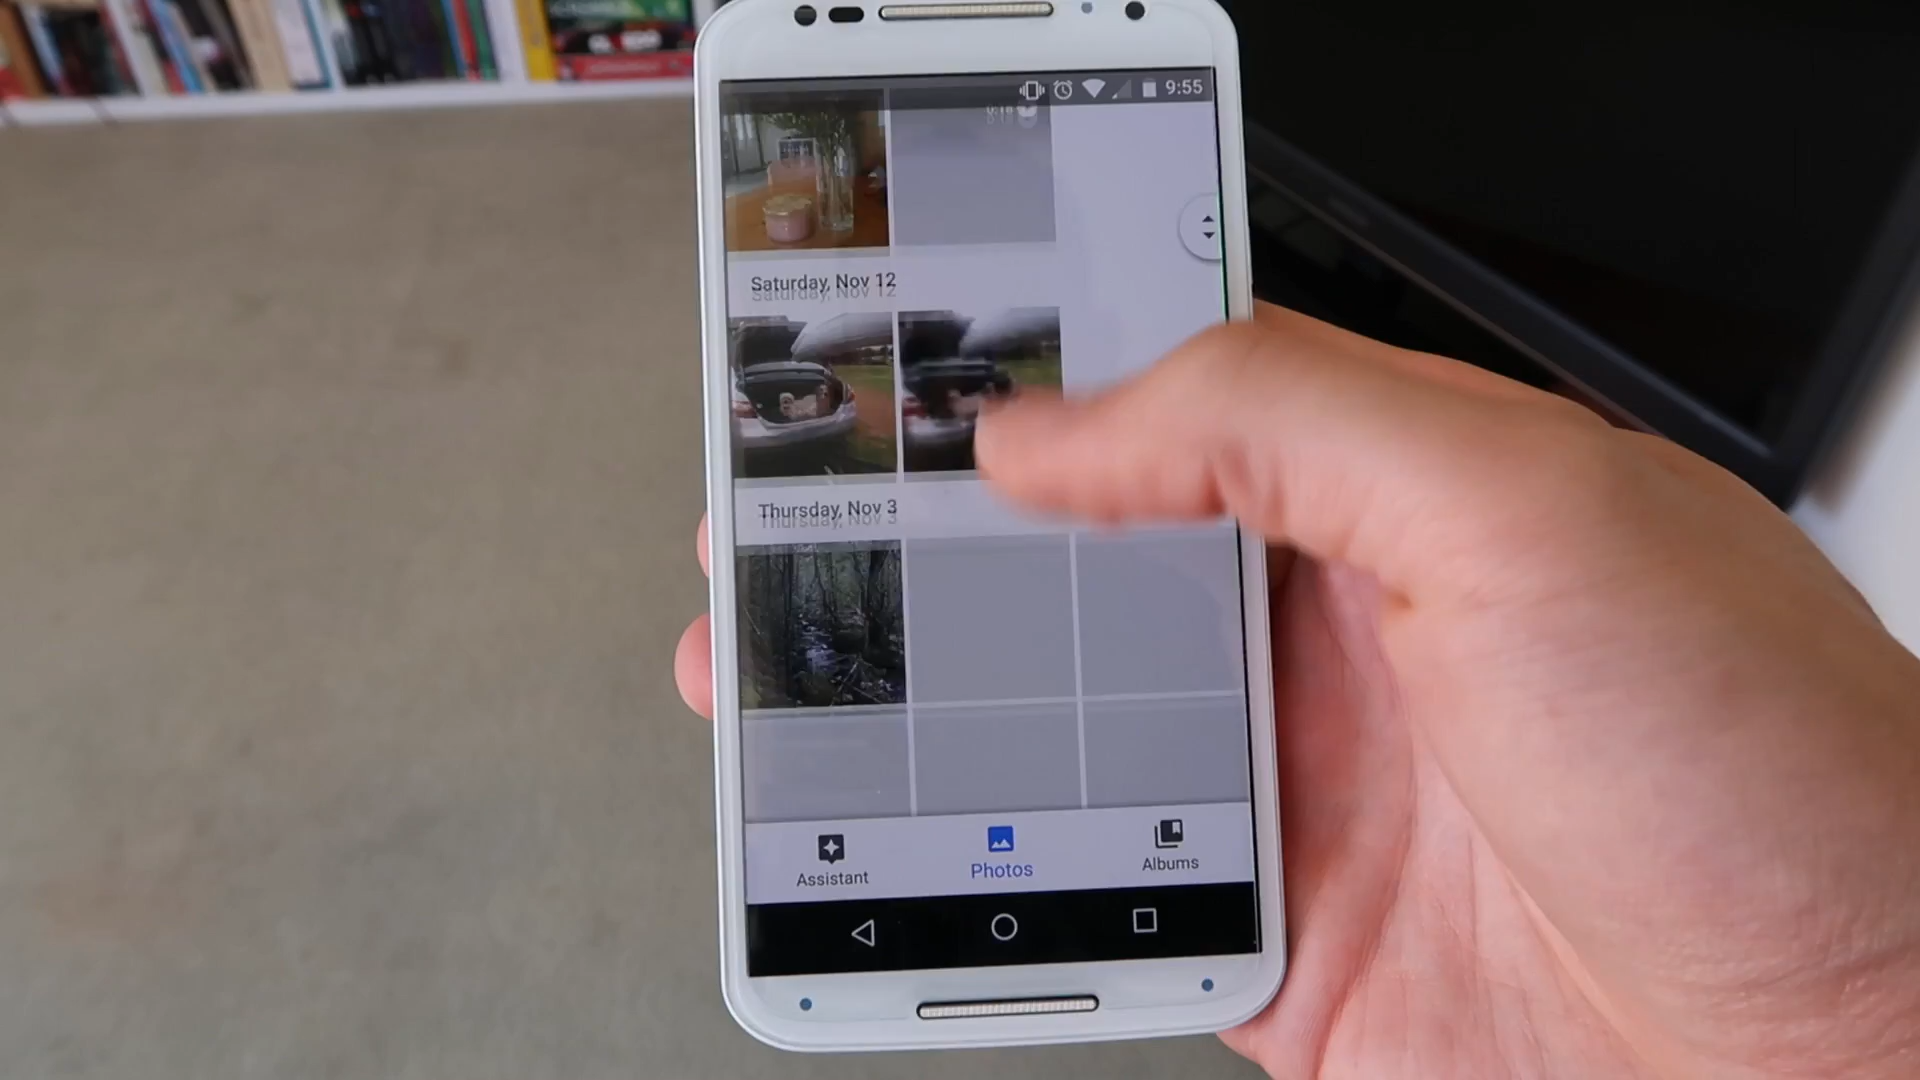 9:55
Saturday, Nov 12
Thursday, Nov 3
Assistant
Photos
Albums